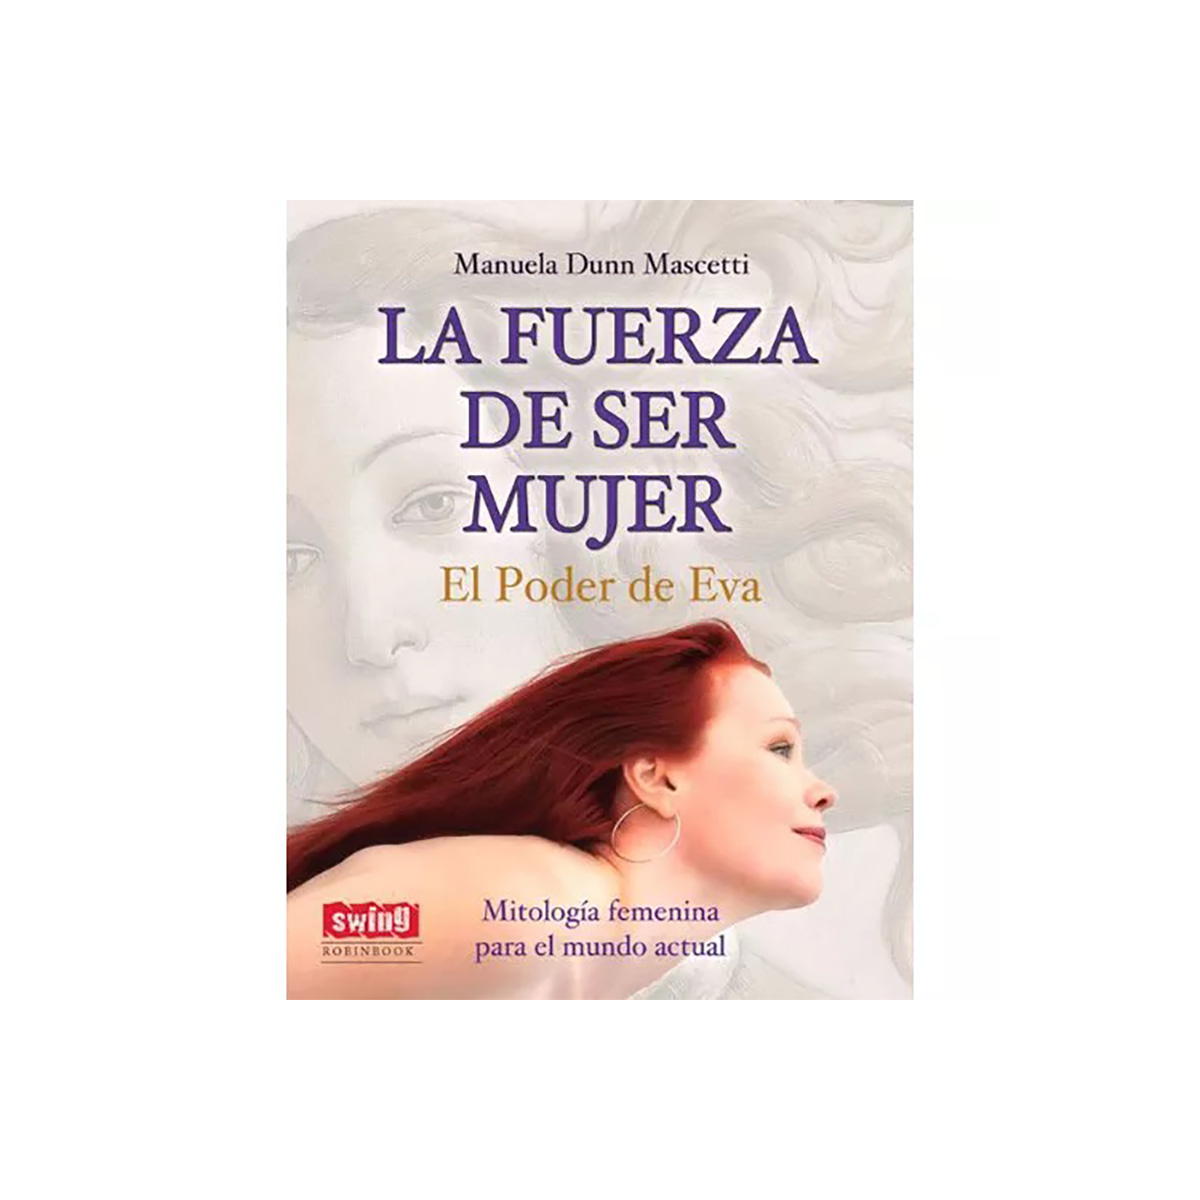 Manuela Dunn Mascetti
LA FUERZA
DE SER
MUJER
El Poder de Eva
Mitología femenina
para el mundo actual
swing
ROBINBOOK